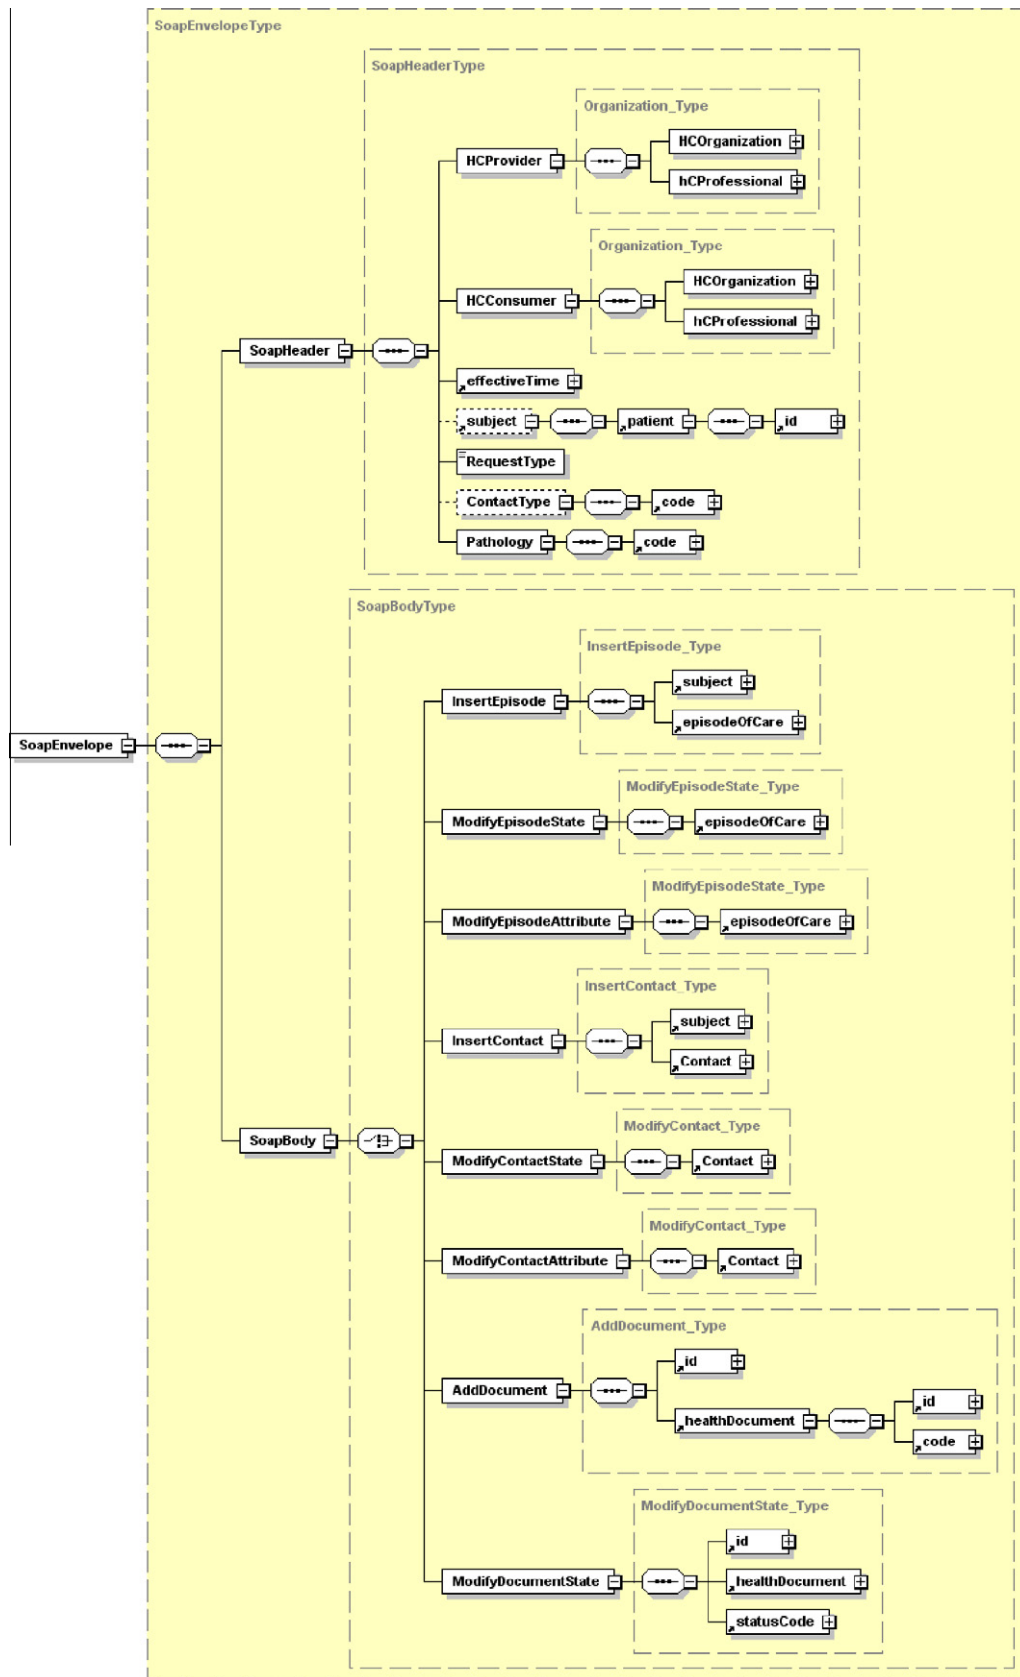 SoapEnvelopeType
SoapHeaderType
Organization_Type
HCOrganization
HCProvider
hCProfessional
Organization_Type
HCOrganization
HCConsumer
hCProfessional
SoapHeader
effectiveTime
subject
patient
id
RequestType
ContactType
code
Pathology
code
SoapBodyType
InsertEpisode_Type
subject
InsertEpisode
episodeOfCare
SoapEnvelope
ModifyEpisodeState_Type
ModifyEpisodeState
episodeOfCare
ModifyEpisodeState_Type
ModifyEpisodeAttribute
episodeOfCare
InsertContact_Type
subject
InsertContact
Contact
SoapBody
ModifyContact_Type
ModifyContactState
Contact
ModifyContact_Type
ModifyContactAttribute
Contact
AddDocument_Type
id
AddDocument
id
healthDocument
code
ModifyDocumentState_Type
id
ModifyDocumentState
healthDocument
statusCode